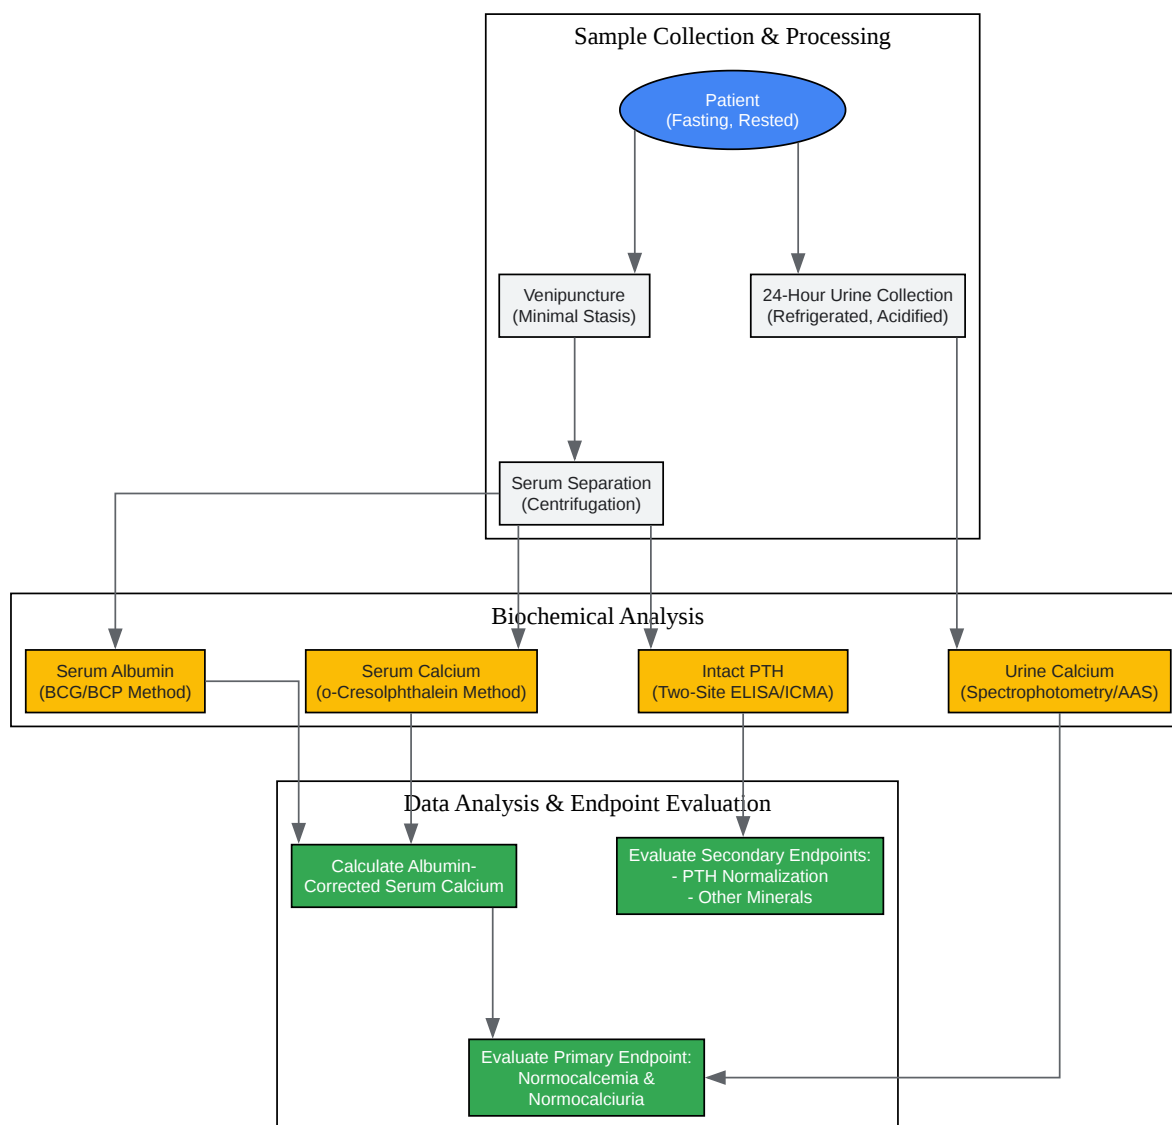 Sample Collection & Processing
Patient
(Fasting, Rested)
Venipuncture
(Minimal Stasis)
24-Hour Urine Collection
(Refrigerated, Acidified)
Serum Separation
(Centrifugation)
Biochemical Analysis
Serum Albumin
(BCG/BCP Method)
Serum Calcium
(o-Cresolphthalein Method)
Intact PTH
(Two-Site ELISA/ICMA)
Urine Calcium
(Spectrophotometry/AAS)
Data Analysis & Endpoint Evaluation
Calculate Albumin-
Corrected Serum Calcium
Evaluate Secondary Endpoints:
- PTH Normalization
- Other Minerals
Evaluate Primary Endpoint:
Normocalcemia &
Normocalciuria